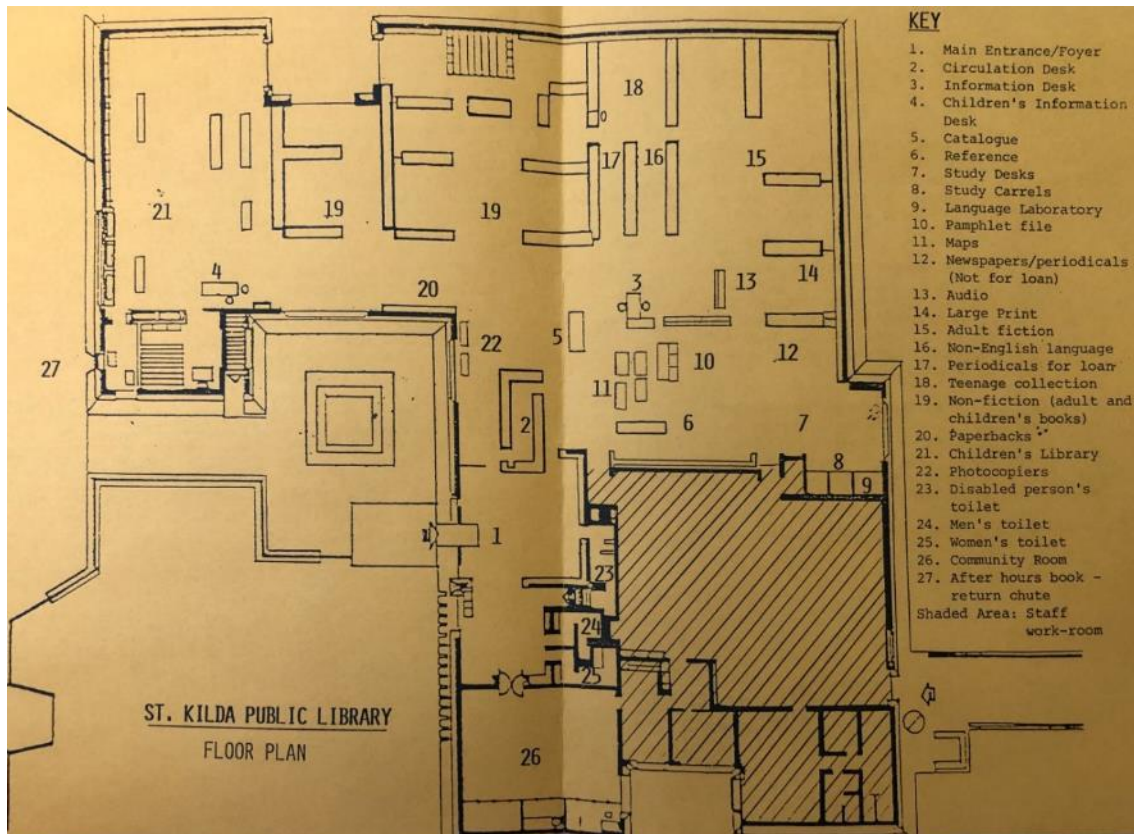 KEY
1. Main Entrance/Foyer
2. Circulation Desk
3. Information Desk
4. Children's Information
Desk
5. Catalogue
6. Reference
7. Study Desks
8. Study Carrels
9. Language Laboratory
10. Pamphlet file
11. Maps
12. Newspapers/periodicals
(Not for loan)
13. Audio
14. Large Print
15. Adult fiction
16. Non-English language
17. Periodicals for loan
18. Teenage collection
19. Non-fiction (adult and
children's books)
20. Paperbacks
21. Children's Library
22. Photocopiers
23. Disabled person's
toilet
24. Men's toilet
25. Women's toilet
26. Community Room
27. After hours book -
return chute
Shaded Area: Staff
work-room
18
17
16
15
21
19
19
4
20
3
13
14
27
22
5
10
12
11
2
6
7
8
9
1
23
24
25
ST. KILDA PUBLIC LIBRARY
FLOOR PLAN
26